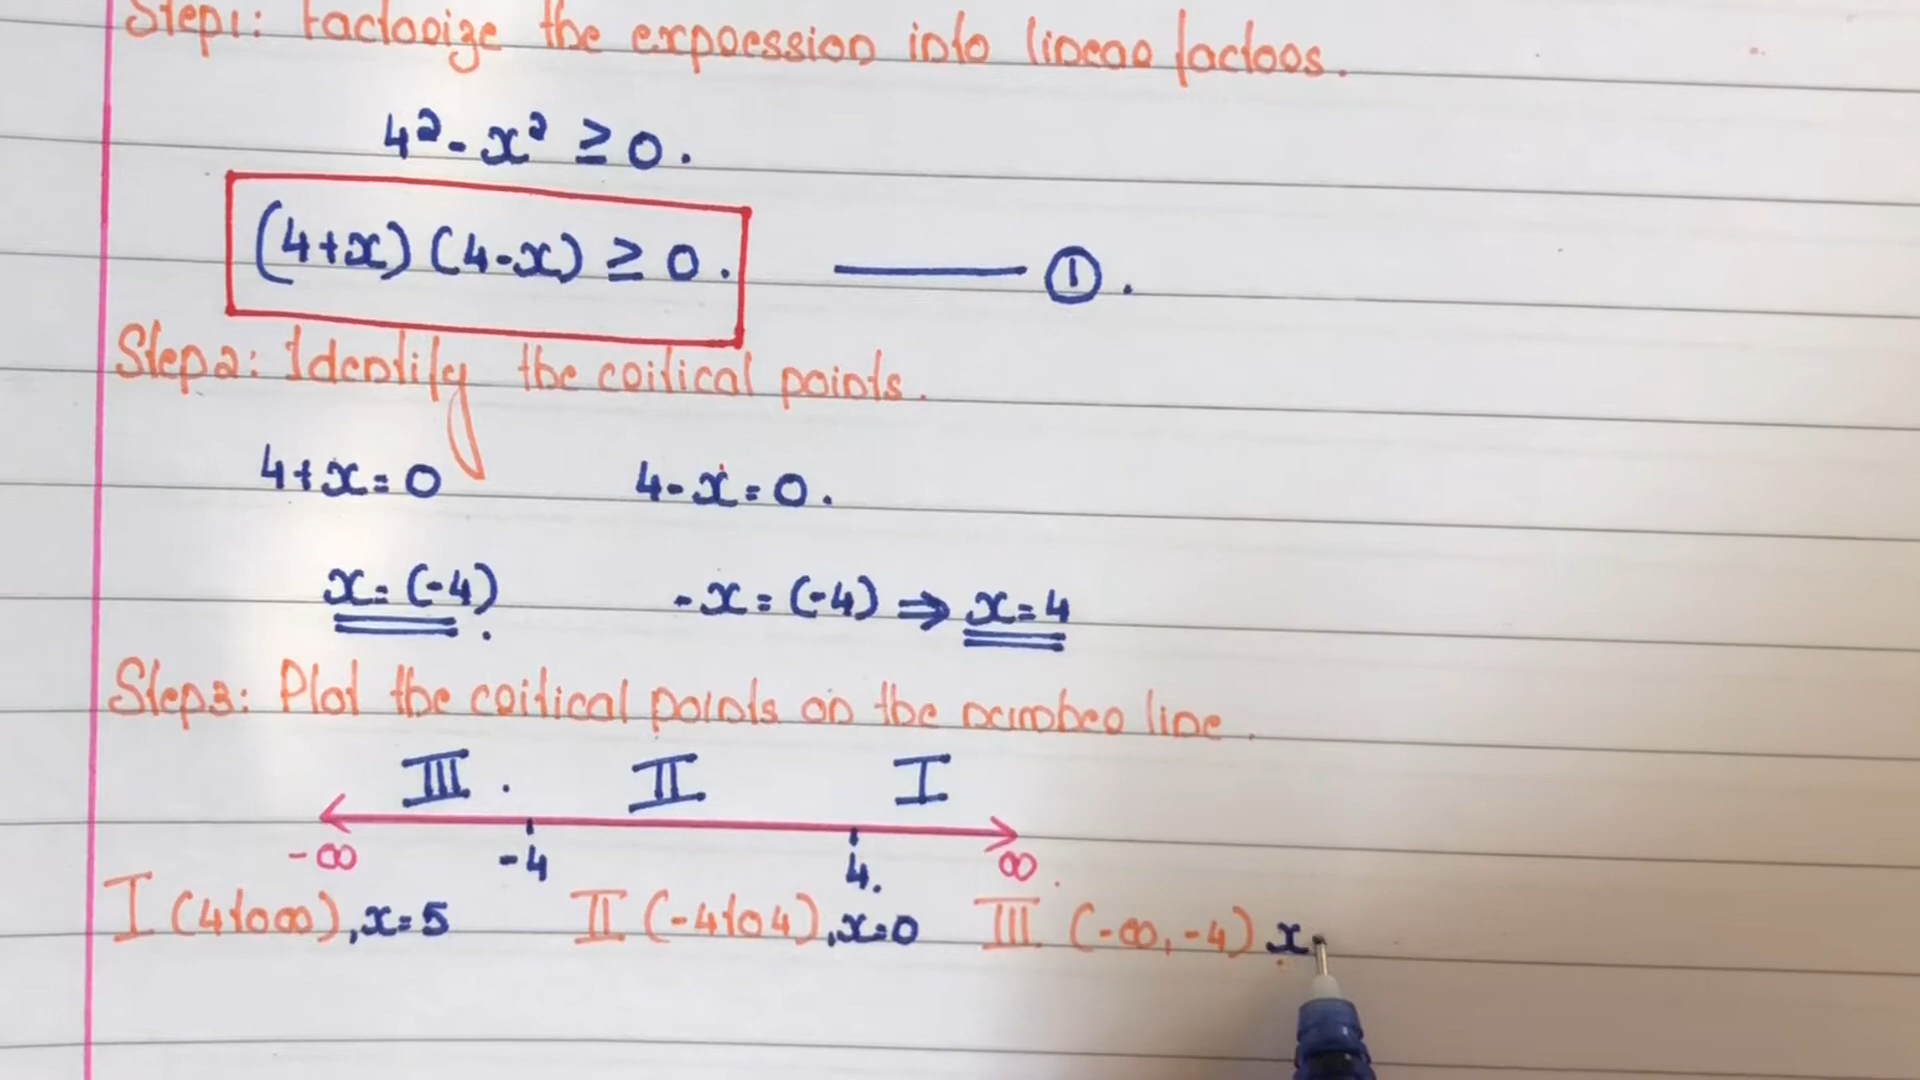 Step1: Factorize the expression into linear factors.
4² - x² ≥ 0.
(4+x) (4-x) ≥ 0. ——— ①.
Step2: Identify the critical points.
4+x=0 4-x=0.
x=(-4). -x=(-4) ⇒ x=4
Step3: Plot the critical points on the number line.
III. II I
-∞ -4 4. ∞
I (4 to ∞), x=5 II (-4 to 4), x=0 III (-∞, -4) x